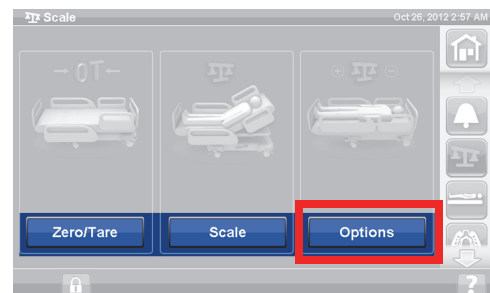 Scale Oct 26, 2012 2:57 AM
→ 0T ←
Zero/Tare Scale Options
?